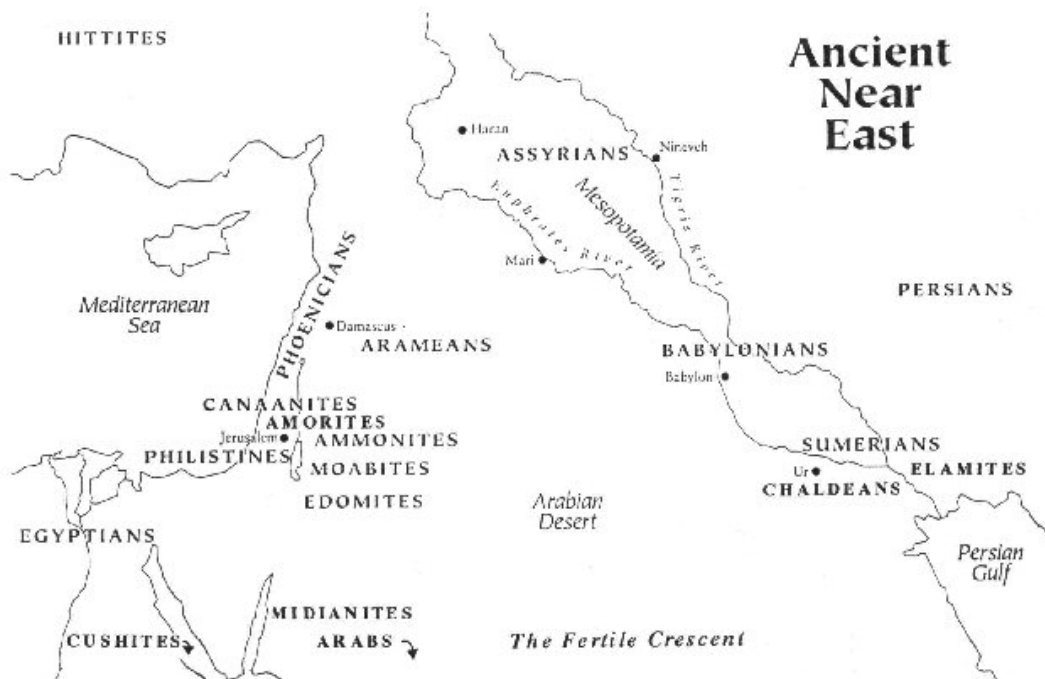 HITTITES
Ancient
Near
East
Haran
ASSYRIANS
Nineveh
Euphrates River
Mesopotamia
Tigris River
Mari
PHOENICIANS
Mediterranean
Sea
PERSIANS
Damascus
ARAMEANS
BABYLONIANS
Babylon
CANAANITES
AMORITES
Jerusalem
AMMONITES
PHILISTINES
MOABITES
EDOMITES
SUMERIANS
ELAMITES
Ur
CHALDEANS
Arabian
Desert
EGYPTIANS
Persian
Gulf
MIDIANITES
CUSHITES
ARABS
The Fertile Crescent